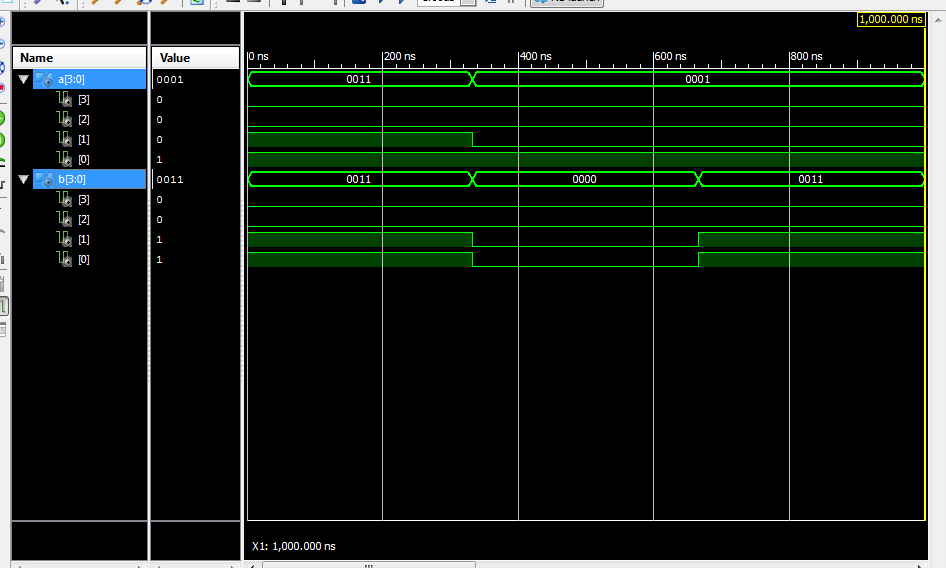 1,000.000 ns
Name Value
0 ns 200 ns 400 ns 600 ns 800 ns
a[3:0] 0001 0011 0001
[3] 0
[2] 0
[1] 0
[0] 1
b[3:0] 0011 0011 0000 0011
[3] 0
[2] 0
[1] 1
[0] 1
X1: 1,000.000 ns